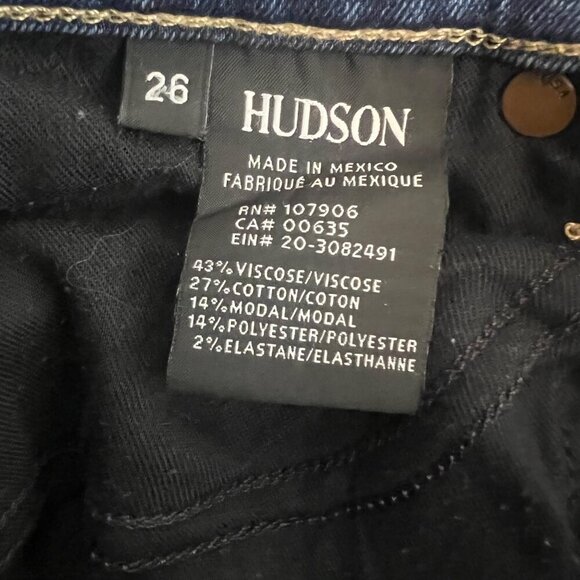 26
HUDSON
MADE IN MEXICO
FABRIQUÉ AU MEXIQUE
RN# 107906
CA# 00635
EIN# 20-3082491
43% VISCOSE/VISCOSE
27% COTTON/COTON
14% MODAL/MODAL
14% POLYESTER/POLYESTER
2% ELASTANE/ELASTHANNE